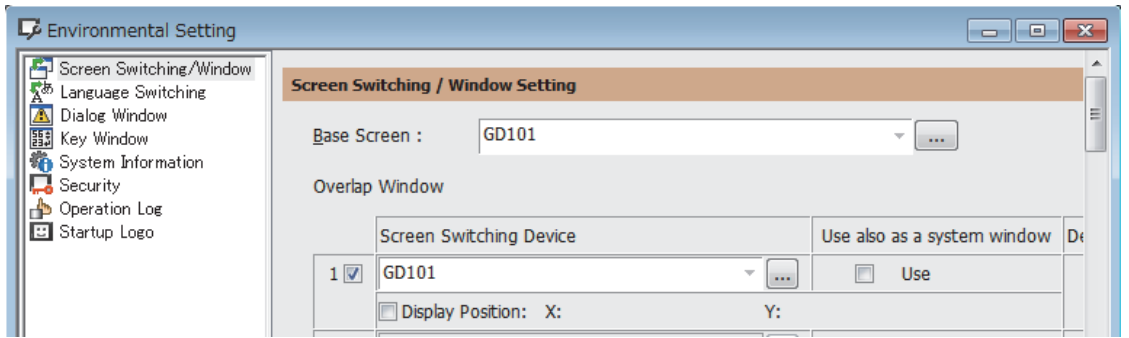 Environmental Setting
Screen Switching/Window
Language Switching
Dialog Window
Key Window
System Information
Security
Operation Log
Startup Logo
Screen Switching / Window Setting
Base Screen : GD101 ...
Overlap Window
Screen Switching Device Use also as a system window
1 GD101 ... Use
Display Position: X: Y: